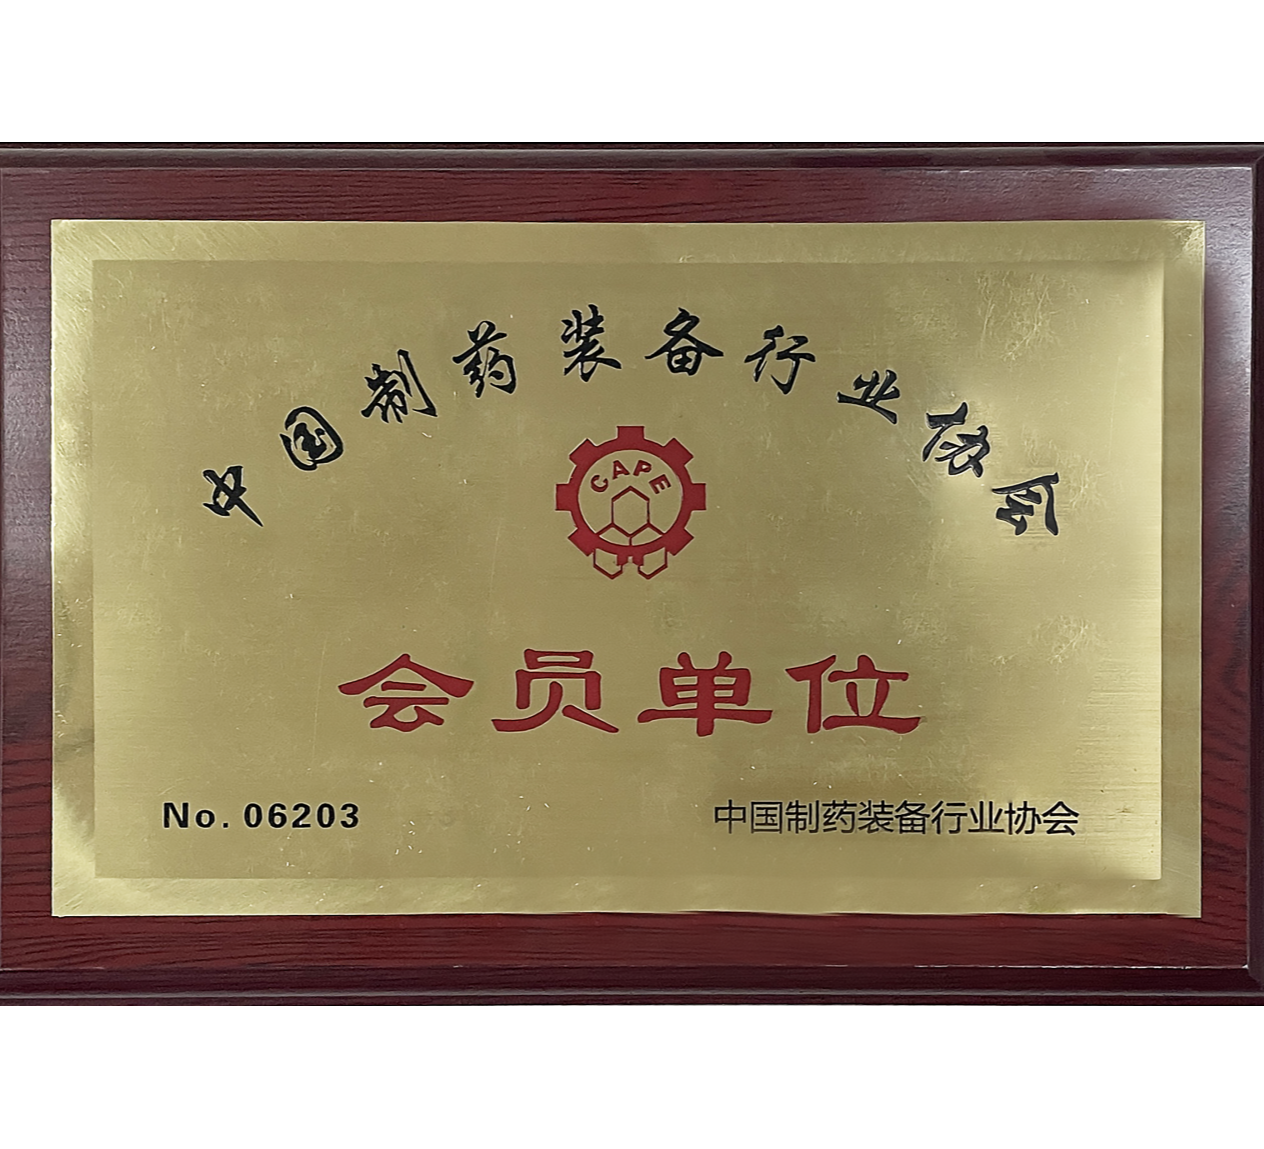 中国制药装备行业协会
CAPE
会员单位
No. 06203
中国制药装备行业协会